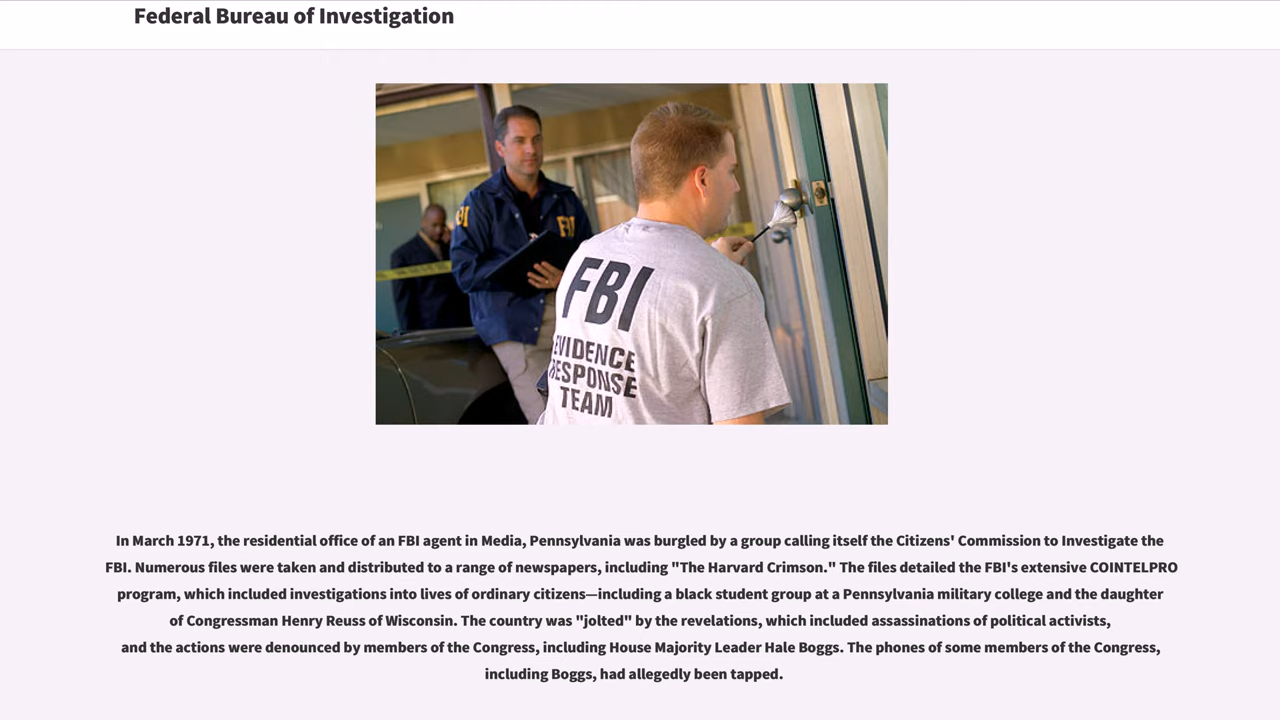 Federal Bureau of Investigation
FBI
FBI
EVIDENCE
RESPONSE
TEAM
In March 1971, the residential office of an FBI agent in Media, Pennsylvania was burgled by a group calling itself the Citizens' Commission to Investigate the
FBI. Numerous files were taken and distributed to a range of newspapers, including "The Harvard Crimson." The files detailed the FBI's extensive COINTELPRO
program, which included investigations into lives of ordinary citizens—including a black student group at a Pennsylvania military college and the daughter
of Congressman Henry Reuss of Wisconsin. The country was "jolted" by the revelations, which included assassinations of political activists,
and the actions were denounced by members of the Congress, including House Majority Leader Hale Boggs. The phones of some members of the Congress,
including Boggs, had allegedly been tapped.